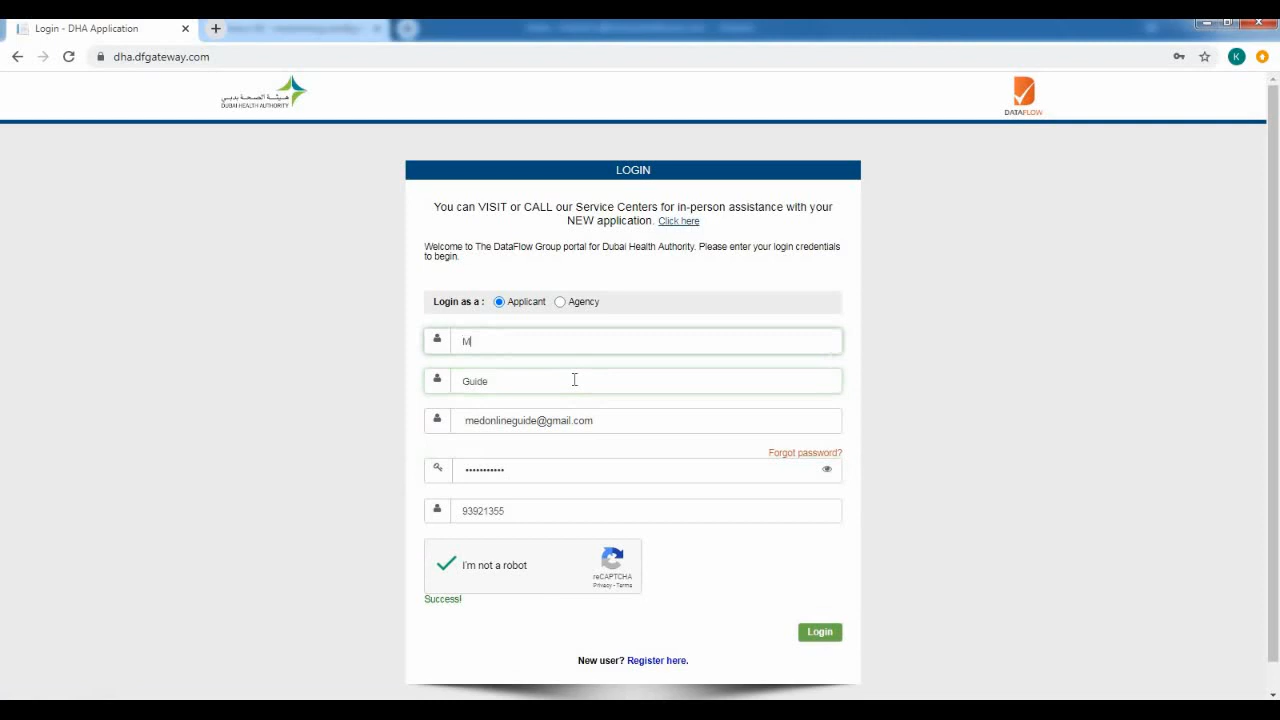 Login - DHA Application
dha.dfgateway.com
K
هيئة الصحة بدبي
DUBAI HEALTH AUTHORITY
DATAFLOW
LOGIN
You can VISIT or CALL our Service Centers for in-person assistance with your
NEW application. Click here
Welcome to The DataFlow Group portal for Dubai Health Authority. Please enter your login credentials
to begin.
Login as a : Applicant Agency
M
Guide
medonlineguide@gmail.com
Forgot password?
•••••••••••
93921355
I'm not a robot
reCAPTCHA
Privacy - Terms
Success!
Login
New user? Register here.